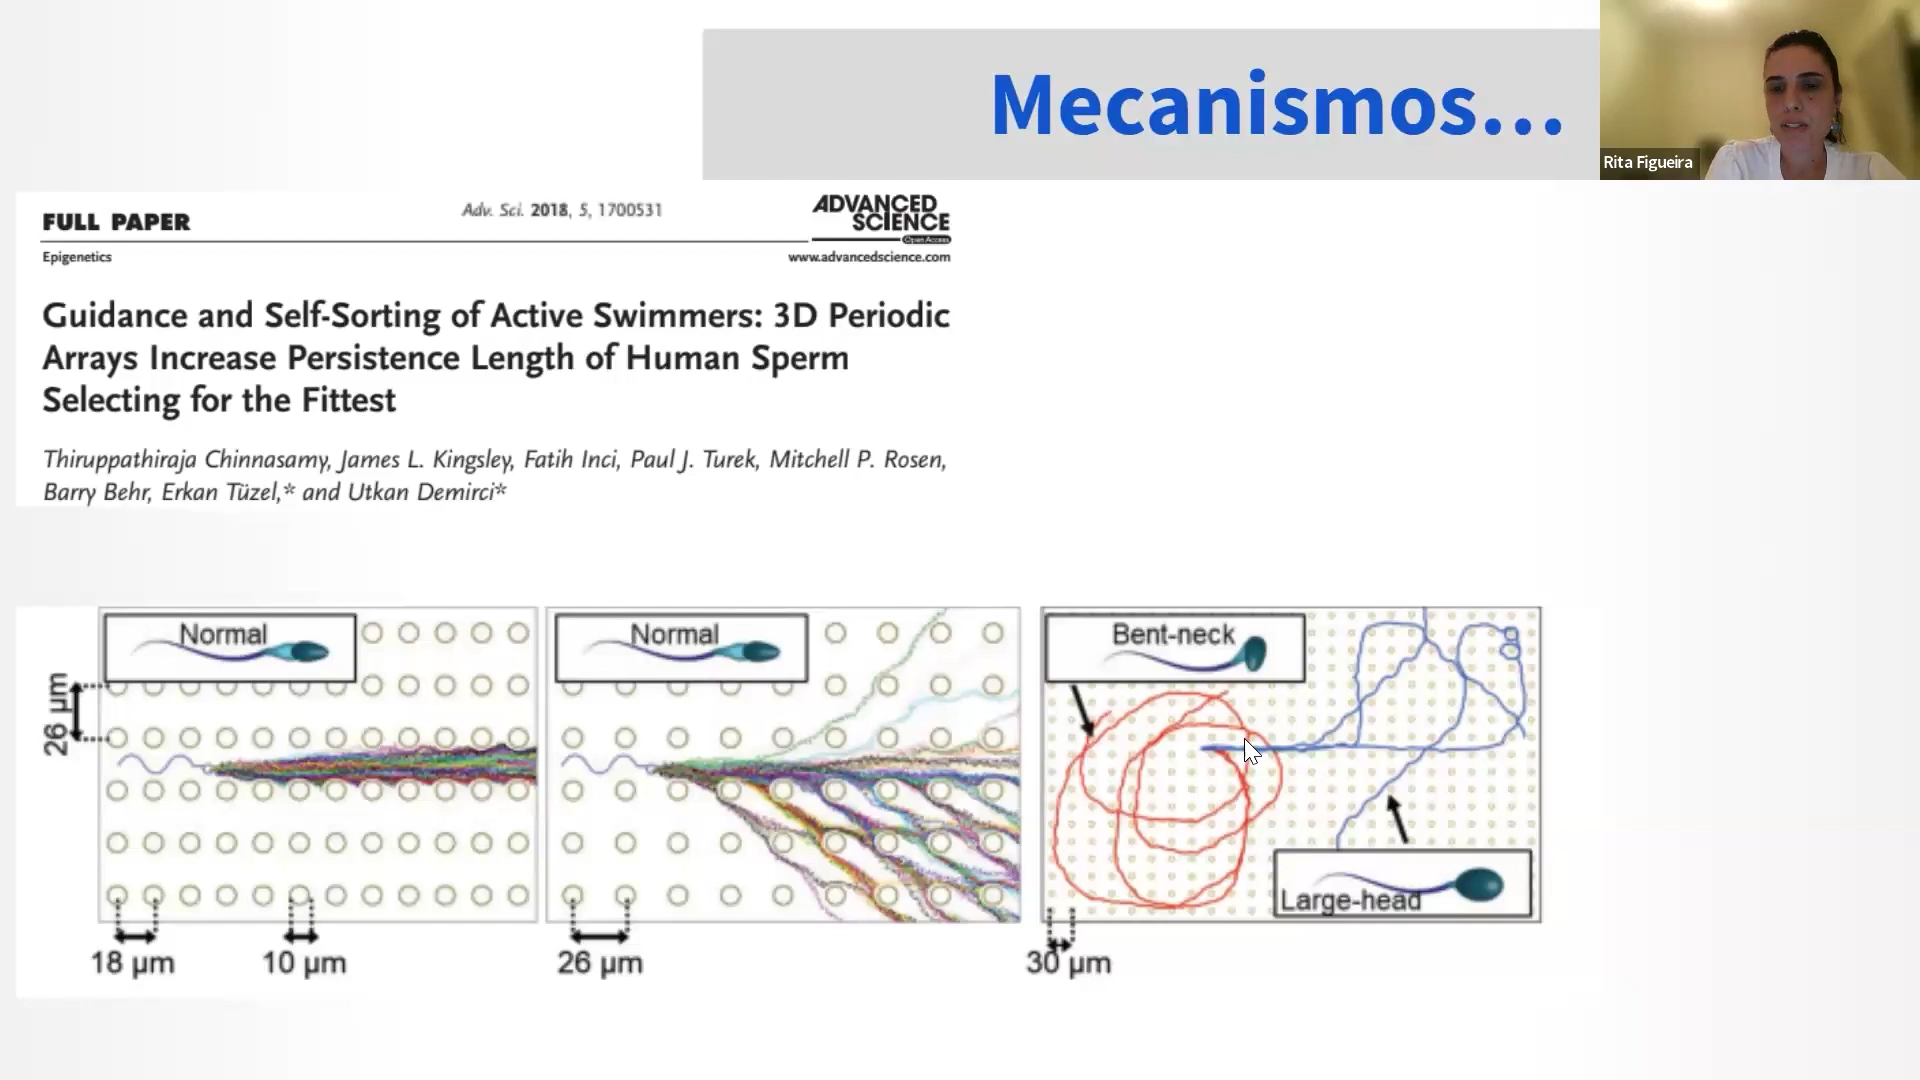 Mecanismos...
Rita Figueira
FULL PAPER
Adv. Sci. 2018, 5, 1700531
ADVANCED
SCIENCE
Open Access
Epigenetics
www.advancedscience.com
Guidance and Self-Sorting of Active Swimmers: 3D Periodic
Arrays Increase Persistence Length of Human Sperm
Selecting for the Fittest
Thiruppathiraja Chinnasamy, James L. Kingsley, Fatih Inci, Paul J. Turek, Mitchell P. Rosen,
Barry Behr, Erkan Tüzel,* and Utkan Demirci*
Normal
26 µm
18 µm
10 µm
Normal
26 µm
Bent-neck
Large-head
30 µm